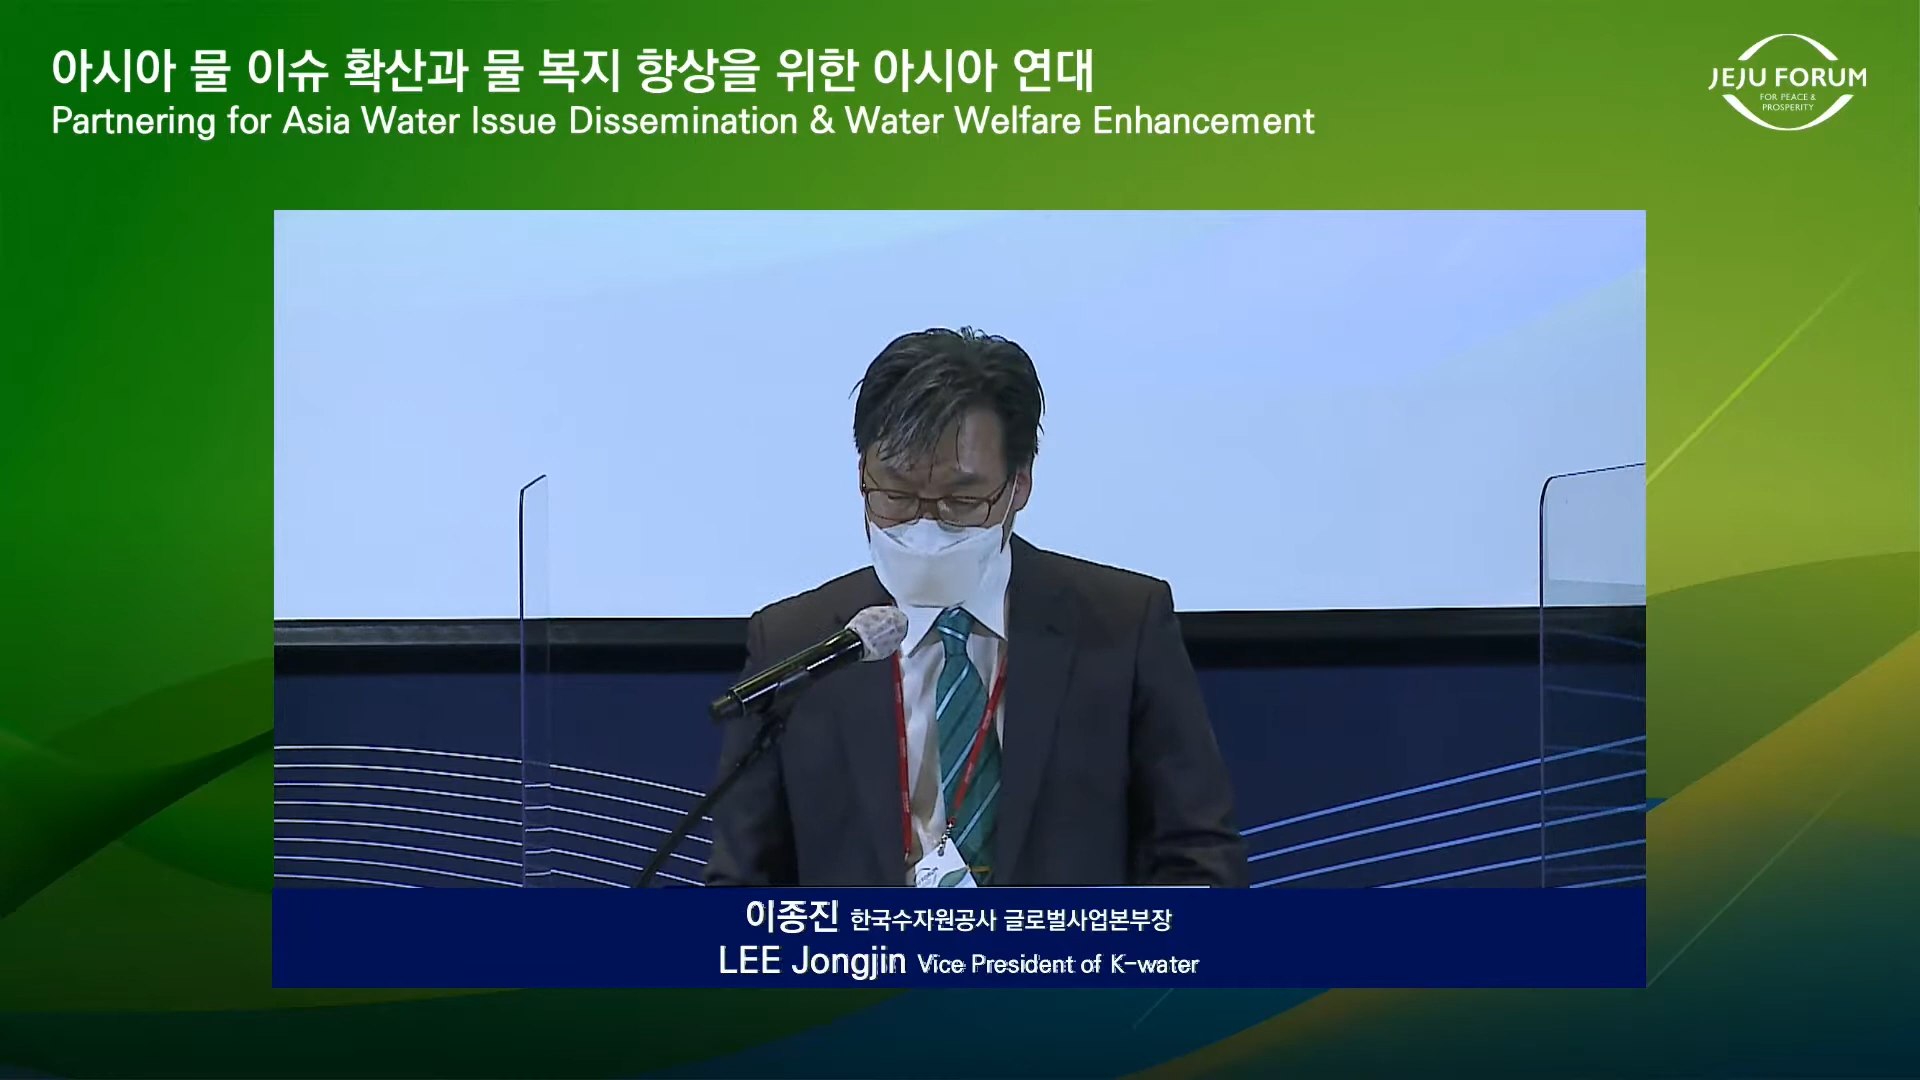 아시아 물 이슈 확산과 물 복지 향상을 위한 아시아 연대
Partnering for Asia Water Issue Dissemination & Water Welfare Enhancement
JEJU FORUM
FOR PEACE &
PROSPERITY
이종진 한국수자원공사 글로벌사업본부장
LEE Jongjin Vice President of K-water